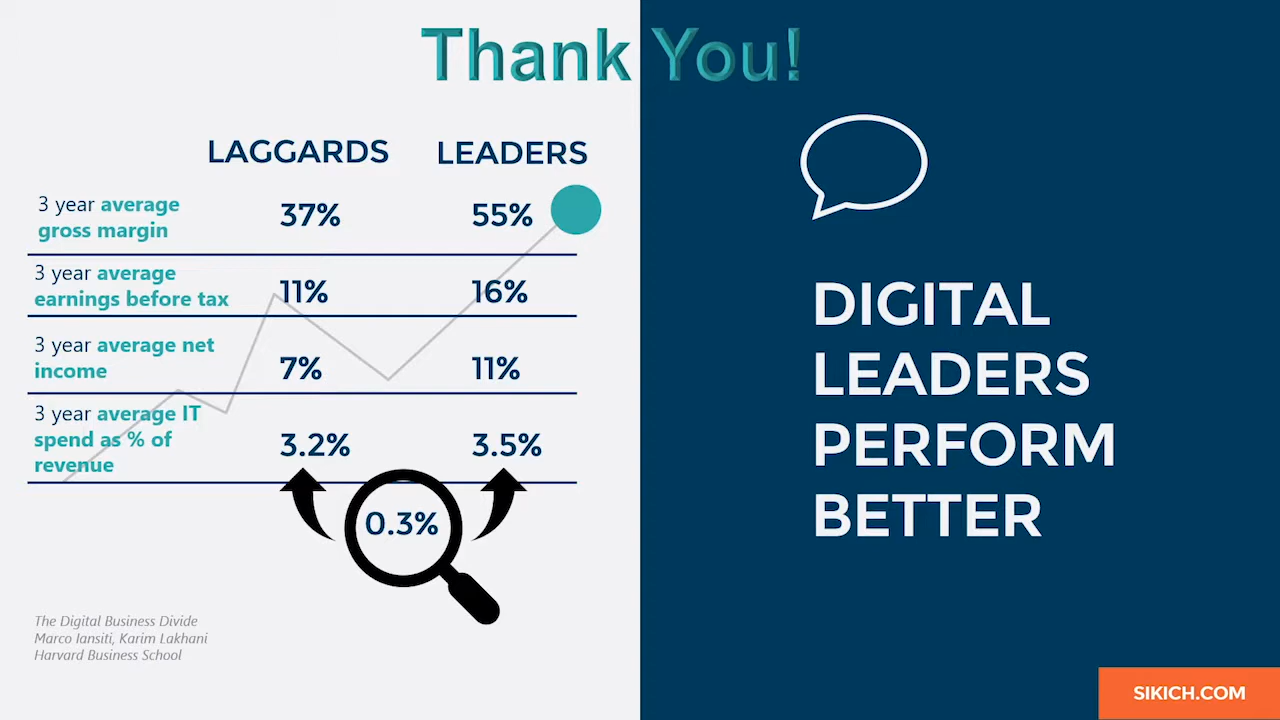 Thank You!
LAGGARDS LEADERS
3 year average
gross margin
37% 55%
3 year average
earnings before tax
11% 16%
3 year average net
income
7% 11%
3 year average IT
spend as % of
revenue
3.2% 3.5%
0.3%
The Digital Business Divide
Marco Iansiti, Karim Lakhani
Harvard Business School
DIGITAL
LEADERS
PERFORM
BETTER
SIKICH.COM